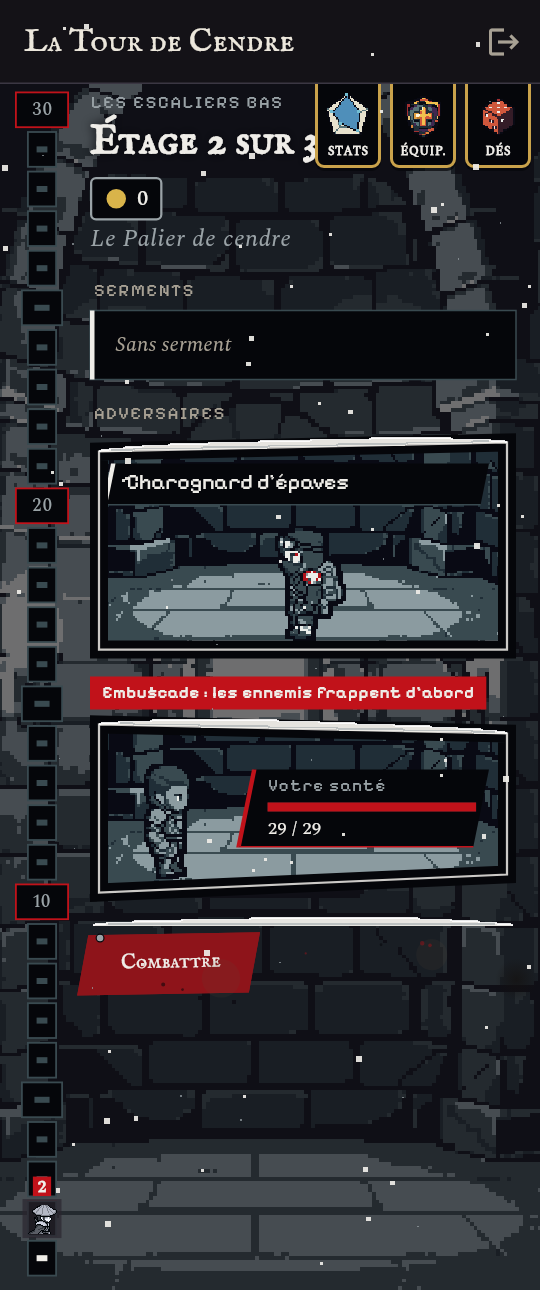 La Tour de Cendre
30
LES ESCALIERS BAS
Étage 2 sur 3
STATS
ÉQUIP.
DÉS
0
Le Palier de cendre
SERMENTS
Sans serment
ADVERSAIRES
Charognard d'épaves
20
Embuscade : les ennemis frappent d'abord
Votre santé
29 / 29
10
Combattre
2